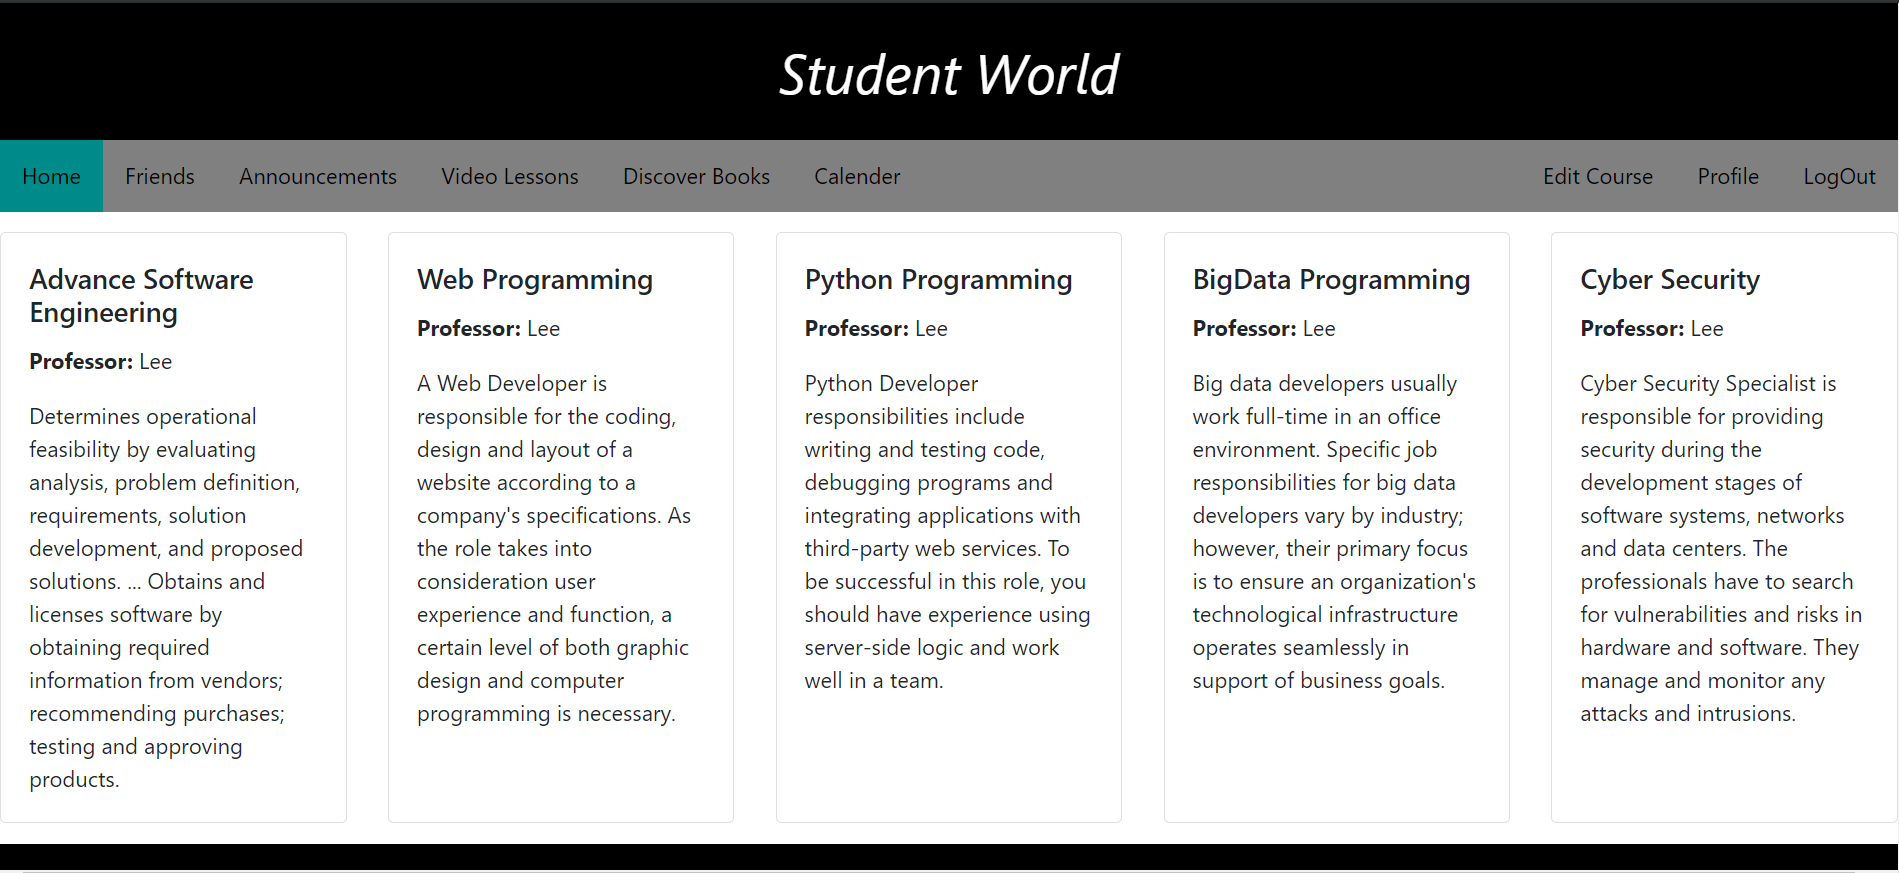 Student World
Home Friends Announcements Video Lessons Discover Books Calender Edit Course Profile LogOut
Advance Software
Engineering
Professor: Lee
Determines operational
feasibility by evaluating
analysis, problem definition,
requirements, solution
development, and proposed
solutions. ... Obtains and
licenses software by
obtaining required
information from vendors;
recommending purchases;
testing and approving
products.
Web Programming
Professor: Lee
A Web Developer is
responsible for the coding,
design and layout of a
website according to a
company's specifications. As
the role takes into
consideration user
experience and function, a
certain level of both graphic
design and computer
programming is necessary.
Python Programming
Professor: Lee
Python Developer
responsibilities include
writing and testing code,
debugging programs and
integrating applications with
third-party web services. To
be successful in this role, you
should have experience using
server-side logic and work
well in a team.
BigData Programming
Professor: Lee
Big data developers usually
work full-time in an office
environment. Specific job
responsibilities for big data
developers vary by industry;
however, their primary focus
is to ensure an organization's
technological infrastructure
operates seamlessly in
support of business goals.
Cyber Security
Professor: Lee
Cyber Security Specialist is
responsible for providing
security during the
development stages of
software systems, networks
and data centers. The
professionals have to search
for vulnerabilities and risks in
hardware and software. They
manage and monitor any
attacks and intrusions.